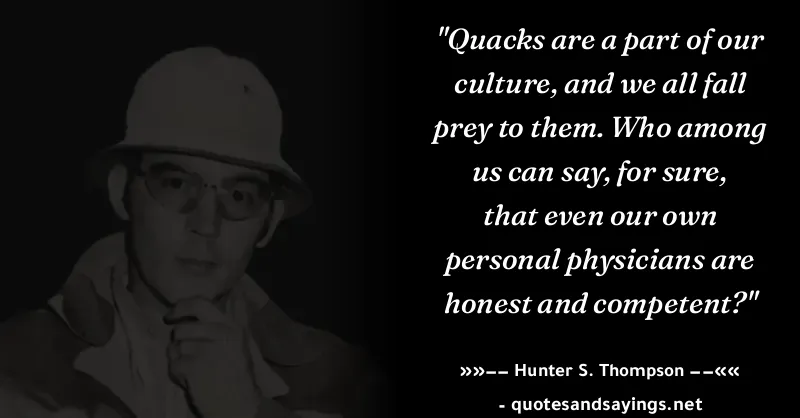 "Quacks are a part of our
culture, and we all fall
prey to them. Who among
us can say, for sure,
that even our own
personal physicians are
honest and competent?"
»»–– Hunter S. Thompson ––««
- quotesandsayings.net